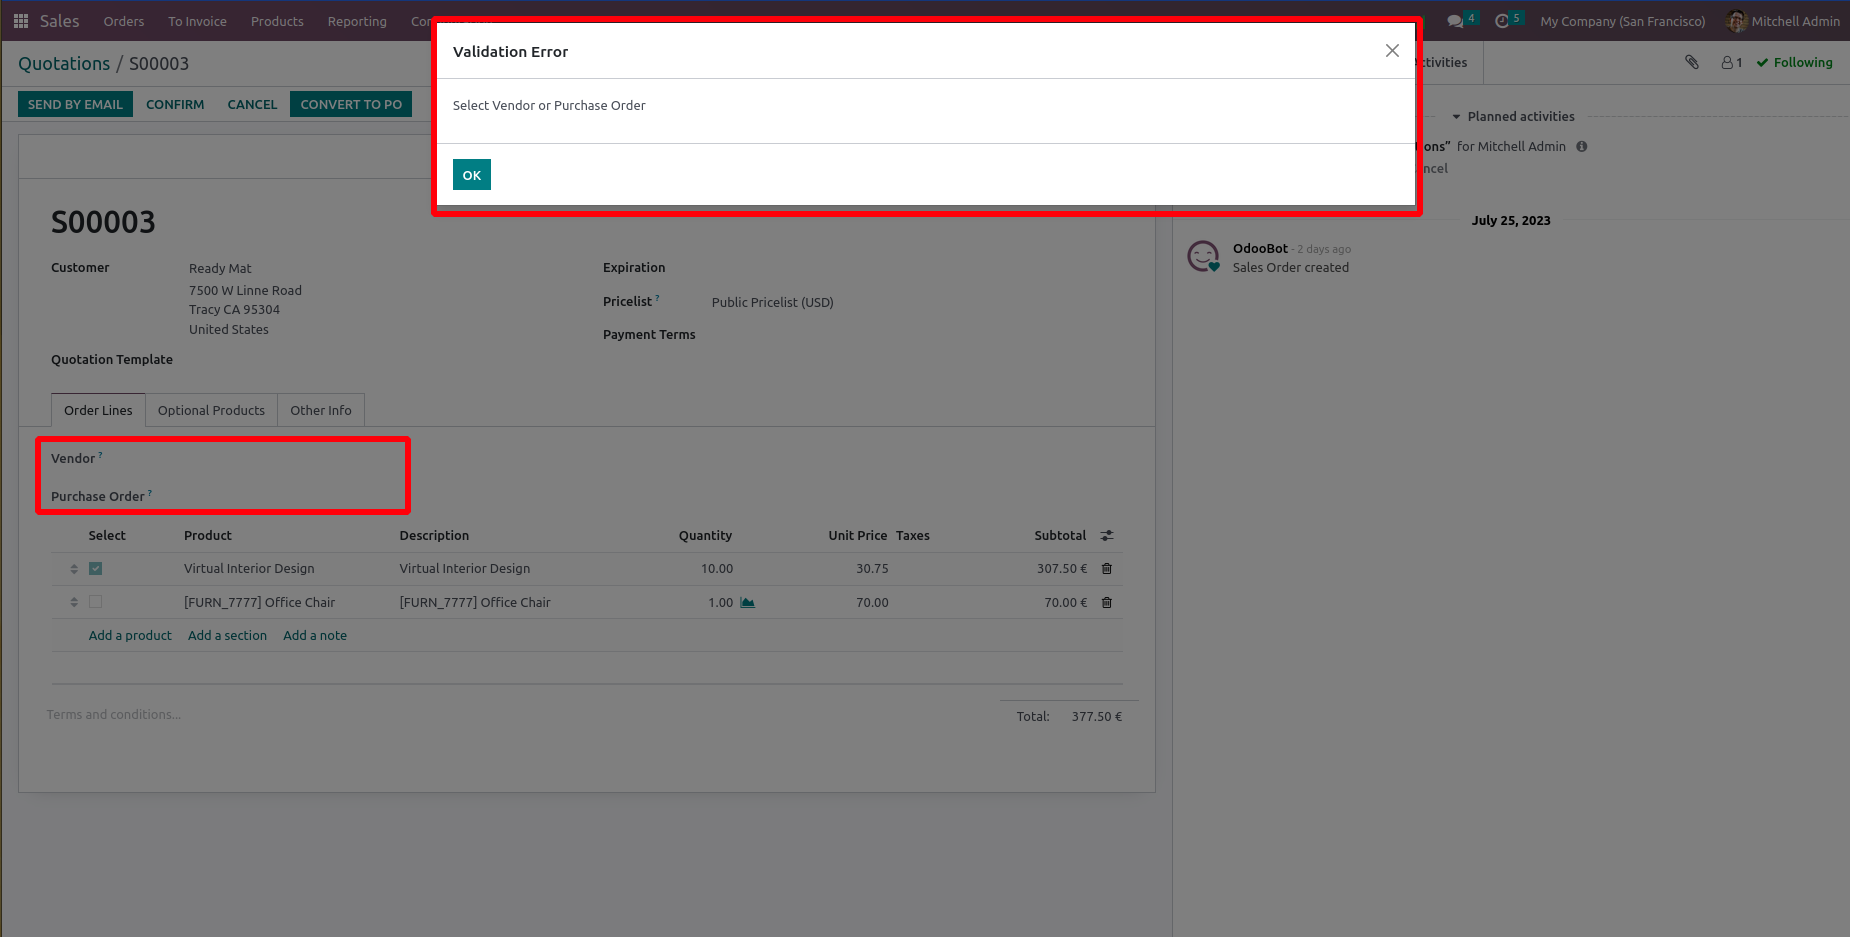 Sales Orders To Invoice Products Reporting 4 5 My Company (San Francisco) Mitchell Admin
Validation Error
Quotations / S00003
ctivities 1 Following
SEND BY EMAIL CONFIRM CANCEL CONVERT TO PO
Select Vendor or Purchase Order
Planned activities
ons” for Mitchell Admin
ncel
OK
S00003
July 25, 2023
OdooBot - 2 days ago
Sales Order created
Customer Ready Mat
7500 W Linne Road
Tracy CA 95304
United States
Expiration
Pricelist ? Public Pricelist (USD)
Payment Terms
Quotation Template
Order Lines Optional Products Other Info
Vendor ?
Purchase Order ?
Select Product Description Quantity Unit Price Taxes Subtotal
Virtual Interior Design Virtual Interior Design 10.00 30.75 307.50 €
[FURN_7777] Office Chair [FURN_7777] Office Chair 1.00 70.00 70.00 €
Add a product Add a section Add a note
Terms and conditions...
Total: 377.50 €